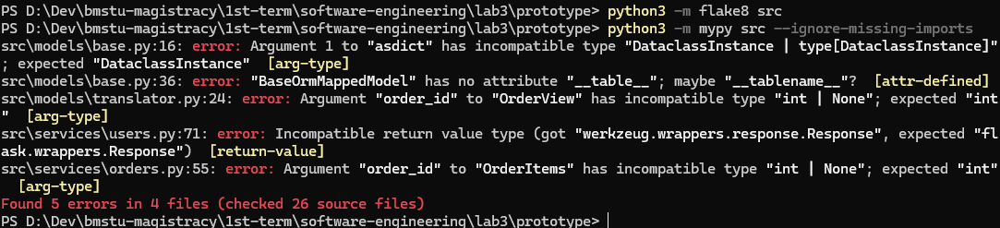 PS D:\Dev\bmstu-magistracy\1st-term\software-engineering\lab3\prototype> python3 -m flake8 src
PS D:\Dev\bmstu-magistracy\1st-term\software-engineering\lab3\prototype> python3 -m mypy src --ignore-missing-imports
src\models\base.py:16: error: Argument 1 to "asdict" has incompatible type "DataclassInstance | type[DataclassInstance]"
; expected "DataclassInstance"  [arg-type]
src\models\base.py:36: error: "BaseOrmMappedModel" has no attribute "__table__"; maybe "__tablename__"?  [attr-defined]
src\models\translator.py:24: error: Argument "order_id" to "OrderView" has incompatible type "int | None"; expected "int
"  [arg-type]
src\services\users.py:71: error: Incompatible return value type (got "werkzeug.wrappers.response.Response", expected "fl
ask.wrappers.Response")  [return-value]
src\services\orders.py:55: error: Argument "order_id" to "OrderItems" has incompatible type "int | None"; expected "int"
  [arg-type]
Found 5 errors in 4 files (checked 26 source files)
PS D:\Dev\bmstu-magistracy\1st-term\software-engineering\lab3\prototype>